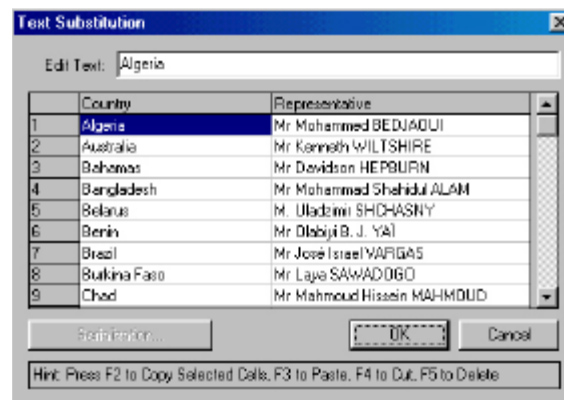 Text Substitution
Edit Text: Algeria
Country Representative
1 Algeria Mr Mohammed BEDJAOUI
2 Australia Mr Kenneth WILTSHIRE
3 Bahamas Mr Davidson HEPBURN
4 Bangladesh Mr Mohammad Shahidul ALAM
5 Belarus M. Uladzimir SHCHASNY
6 Benin Mr Olabiyi B. J. YAÏ
7 Brazil Mr José Israel VARGAS
8 Burkina Faso Mr Laya SAWADOGO
9 Chad Mr Mahmoud Hissein MAHMOUD
OK Cancel
Hint: Press F2 to Copy Selected Cells, F3 to Paste, F4 to Cut, F5 to Delete